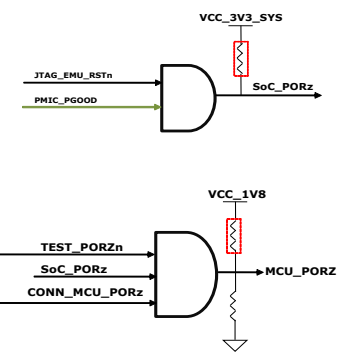 VCC_3V3_SYS
JTAG_EMU_RSTn
SoC_PORz
PMIC_PGOOD
VCC_1V8
TEST_PORZn
SoC_PORz
MCU_PORZ
CONN_MCU_PORz